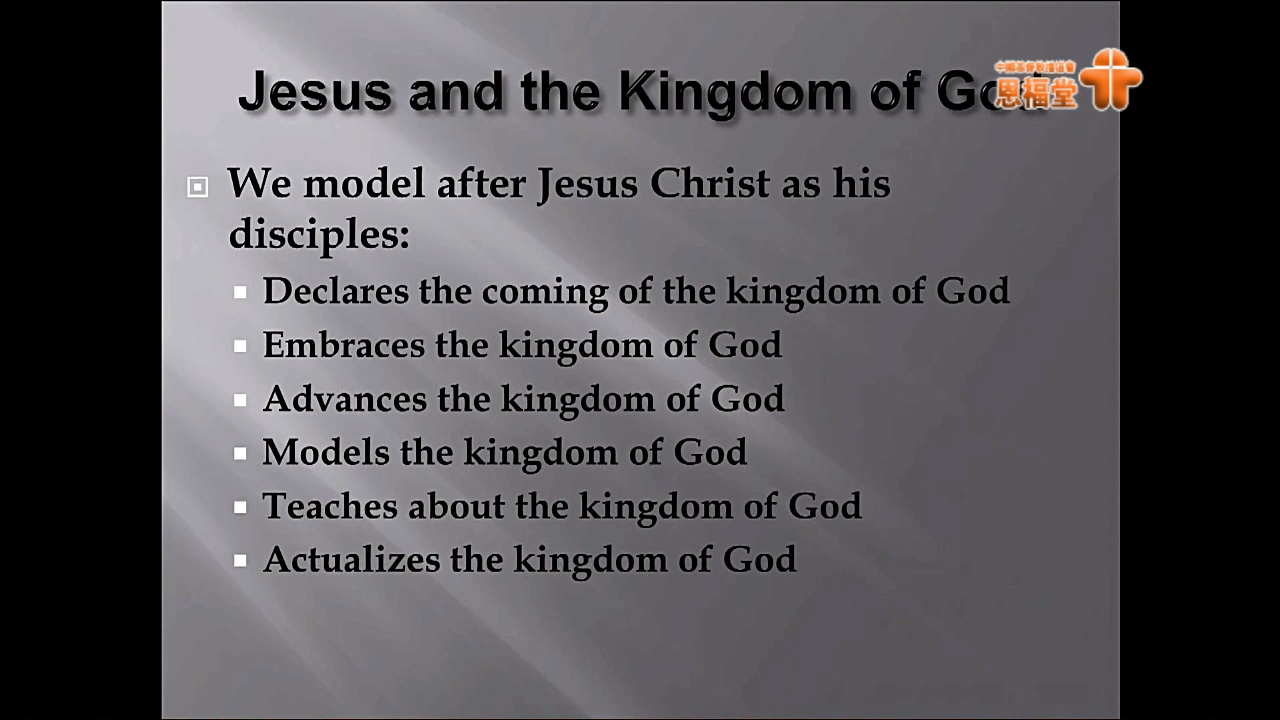 Jesus and the Kingdom of God
恩福堂
We model after Jesus Christ as his
disciples:
Declares the coming of the kingdom of God
Embraces the kingdom of God
Advances the kingdom of God
Models the kingdom of God
Teaches about the kingdom of God
Actualizes the kingdom of God